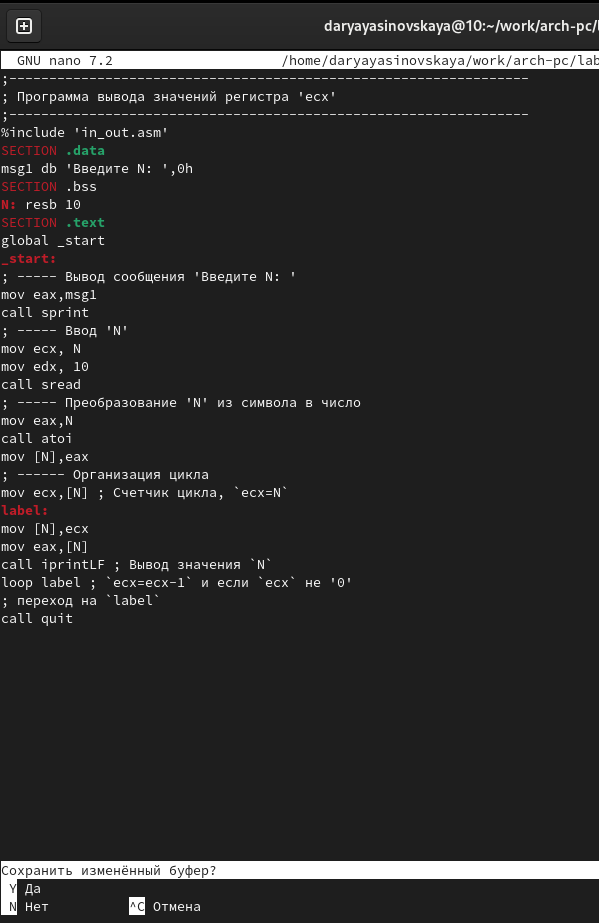 daryayasinovskaya@10:~/work/arch-pc/l
GNU nano 7.2 /home/daryayasinovskaya/work/arch-pc/lab
;-----------------------------------------------------------------
; Программа вывода значений регистра 'ecx'
;-----------------------------------------------------------------
%include 'in_out.asm'
SECTION .data
msg1 db 'Введите N: ',0h
SECTION .bss
N: resb 10
SECTION .text
global _start
_start:
; ----- Вывод сообщения 'Введите N: '
mov eax,msg1
call sprint
; ----- Ввод 'N'
mov ecx, N
mov edx, 10
call sread
; ----- Преобразование 'N' из символа в число
mov eax,N
call atoi
mov [N],eax
; ------ Организация цикла
mov ecx,[N] ; Счетчик цикла, `ecx=N`
label:
mov [N],ecx
mov eax,[N]
call iprintLF ; Вывод значения `N`
loop label ; `ecx=ecx-1` и если `ecx` не '0'
; переход на `label`
call quit
Сохранить изменённый буфер?
Y Да
N Нет ^C Отмена